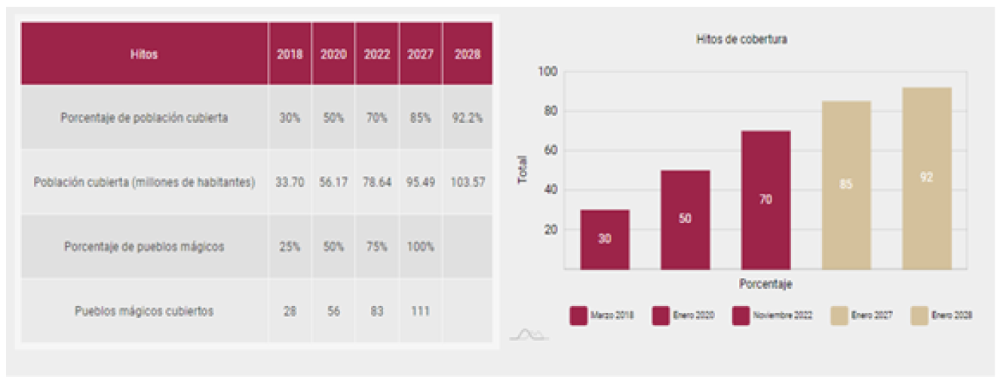 Hitos 2018 2020 2022 2027 2028
Porcentaje de población cubierta 30% 50% 70% 85% 92.2%
Población cubierta (millones de habitantes) 33.70 56.17 78.64 95.49 103.57
Porcentaje de pueblos mágicos 25% 50% 75% 100%
Pueblos mágicos cubiertos 28 56 83 111
Hitos de cobertura
100
80
60
40
20
Total
30
50
70
85
92
Porcentaje
Marzo 2018 Enero 2020 Noviembre 2022 Enero 2027 Enero 2028